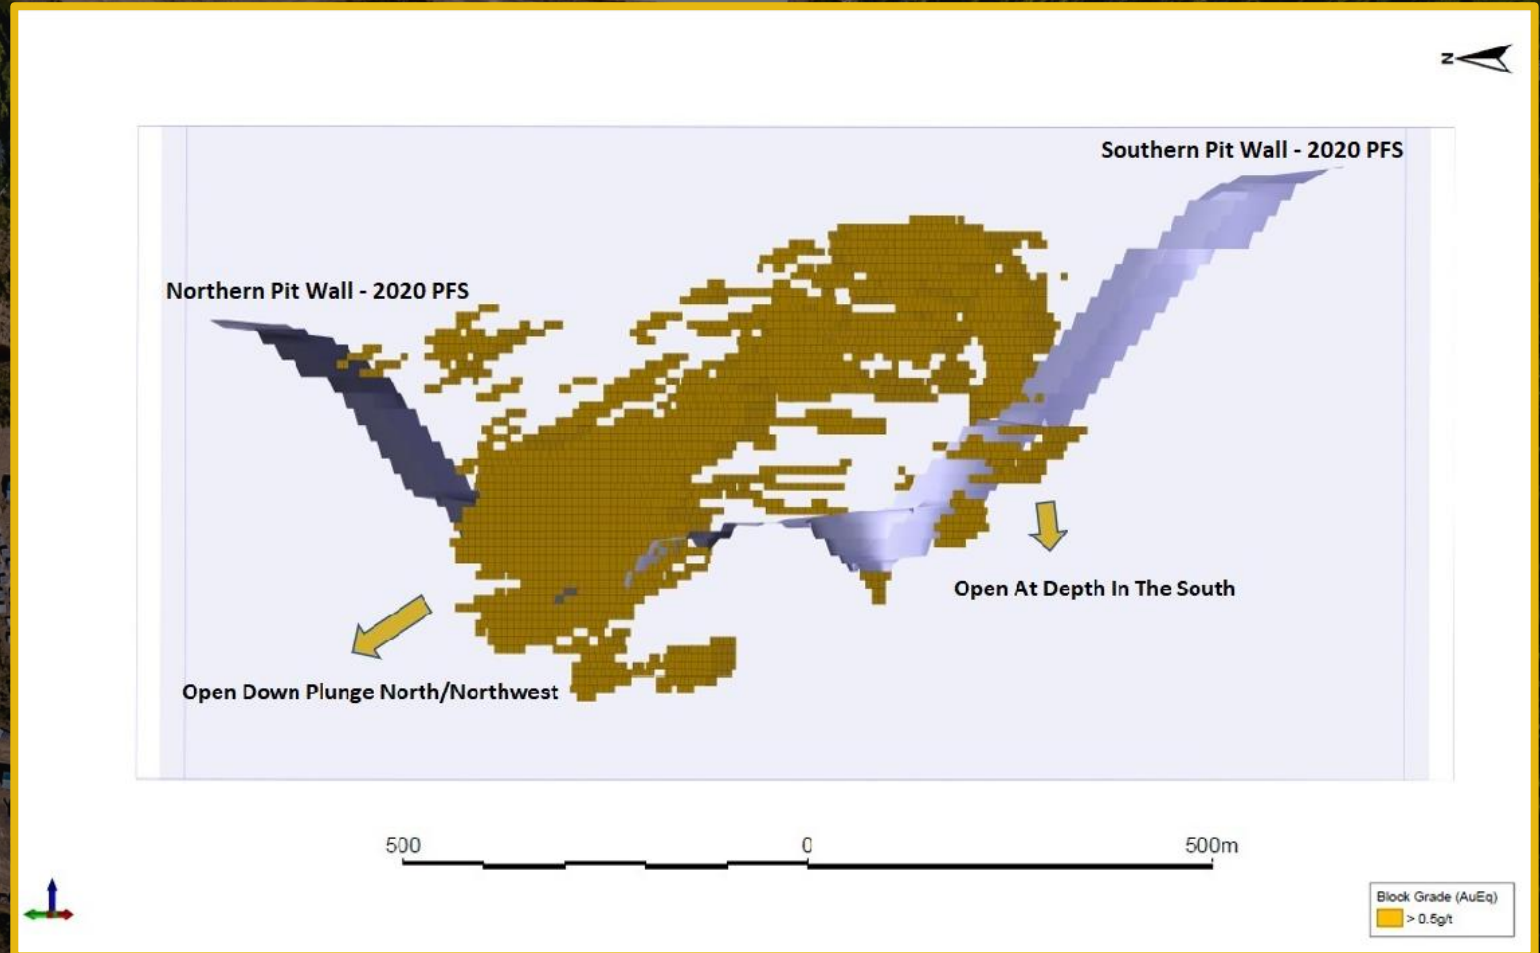 N
Southern Pit Wall - 2020 PFS
Northern Pit Wall - 2020 PFS
Open At Depth In The South
Open Down Plunge North/Northwest
500 0 500m
Block Grade (AuEq)
> 0.5g/t